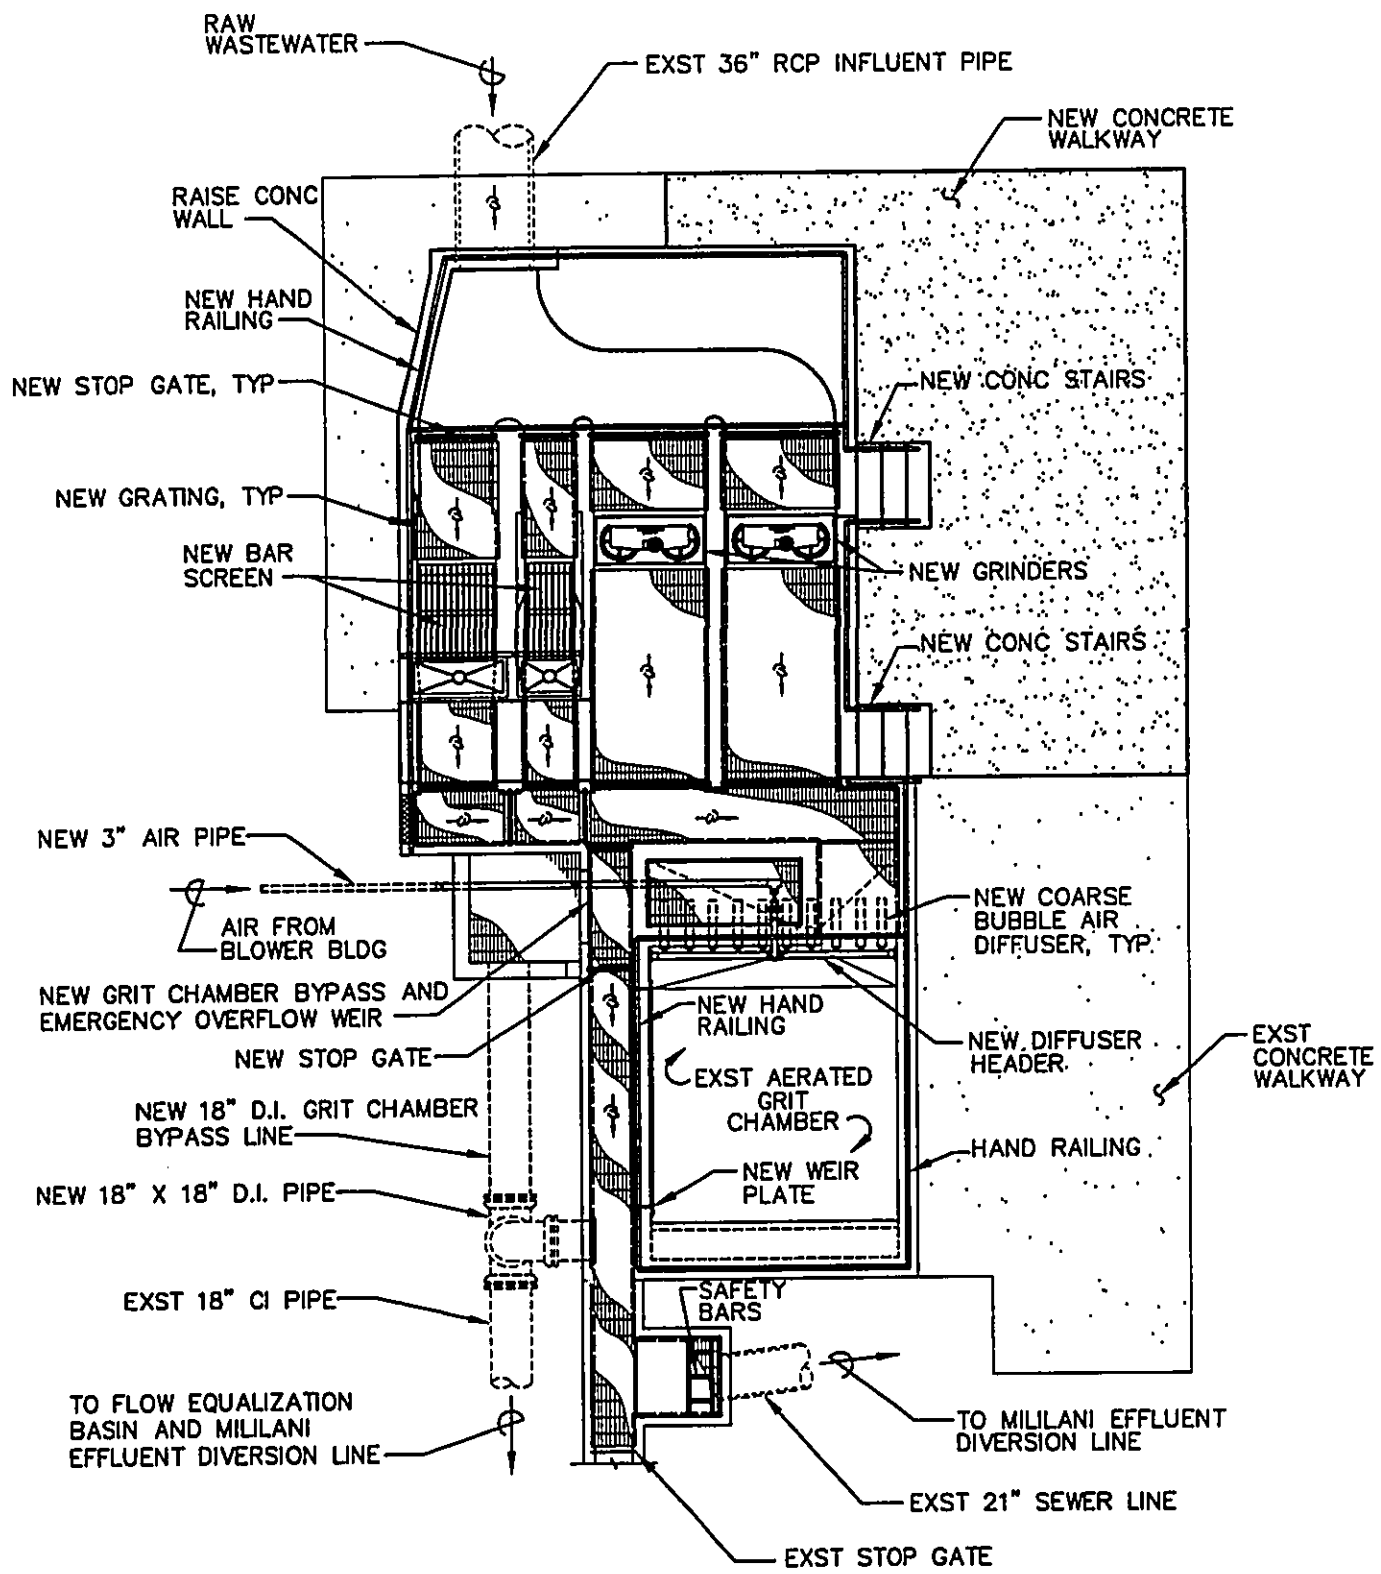 RAW
WASTEWATER
EXST 36" RCP INFLUENT PIPE
NEW CONCRETE
WALKWAY
RAISE CONC
WALL
NEW HAND
RAILING
NEW STOP GATE, TYP
NEW CONC STAIRS
NEW GRATING, TYP
NEW BAR
SCREEN
NEW GRINDERS
NEW CONC STAIRS
NEW 3" AIR PIPE
AIR FROM
BLOWER BLDG
NEW COARSE
BUBBLE AIR
DIFFUSER, TYP
NEW GRIT CHAMBER BYPASS AND
EMERGENCY OVERFLOW WEIR
NEW HAND
RAILING
NEW STOP GATE
NEW DIFFUSER
HEADER
EXST
CONCRETE
WALKWAY
EXST AERATED
GRIT
CHAMBER
NEW 18" D.I. GRIT CHAMBER
BYPASS LINE
HAND RAILING
NEW WEIR
PLATE
NEW 18" X 18" D.I. PIPE
EXST 18" CI PIPE
SAFETY
BARS
TO FLOW EQUALIZATION
BASIN AND MILILANI
EFFLUENT DIVERSION LINE
TO MILILANI EFFLUENT
DIVERSION LINE
EXST 21" SEWER LINE
EXST STOP GATE